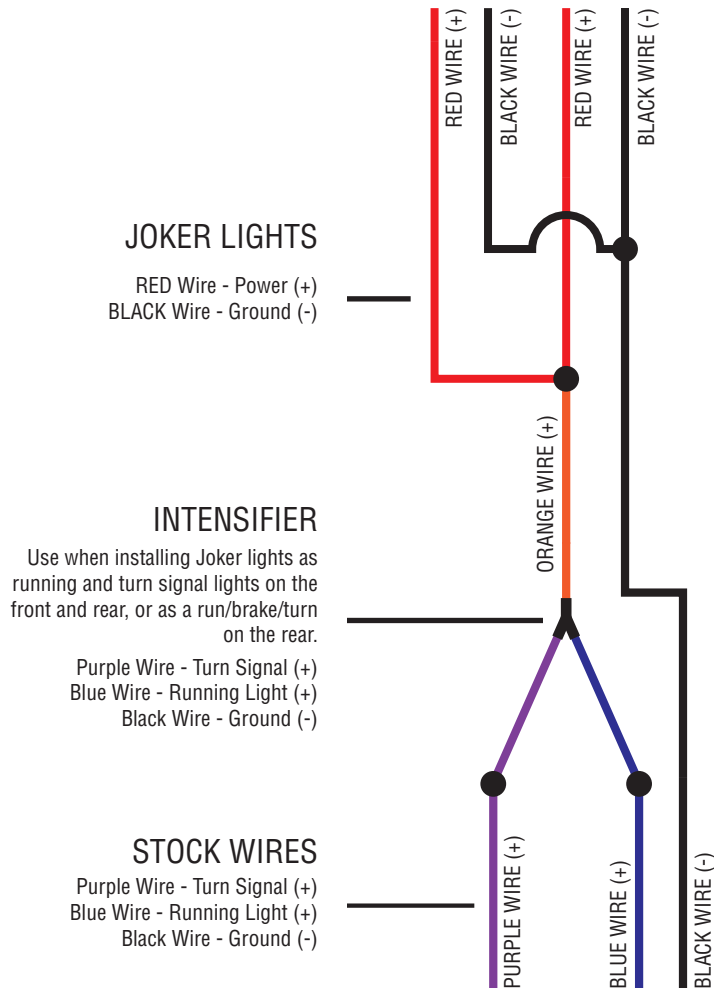 RED WIRE (+)
BLACK WIRE (-)
RED WIRE (+)
BLACK WIRE (-)
JOKER LIGHTS
RED Wire - Power (+)
BLACK Wire - Ground (-)
ORANGE WIRE (+)
INTENSIFIER
Use when installing Joker lights as
running and turn signal lights on the
front and rear, or as a run/brake/turn
on the rear.
Purple Wire - Turn Signal (+)
Blue Wire - Running Light (+)
Black Wire - Ground (-)
STOCK WIRES
Purple Wire - Turn Signal (+)
Blue Wire - Running Light (+)
Black Wire - Ground (-)
PURPLE WIRE (+)
BLUE WIRE (+)
BLACK WIRE (-)